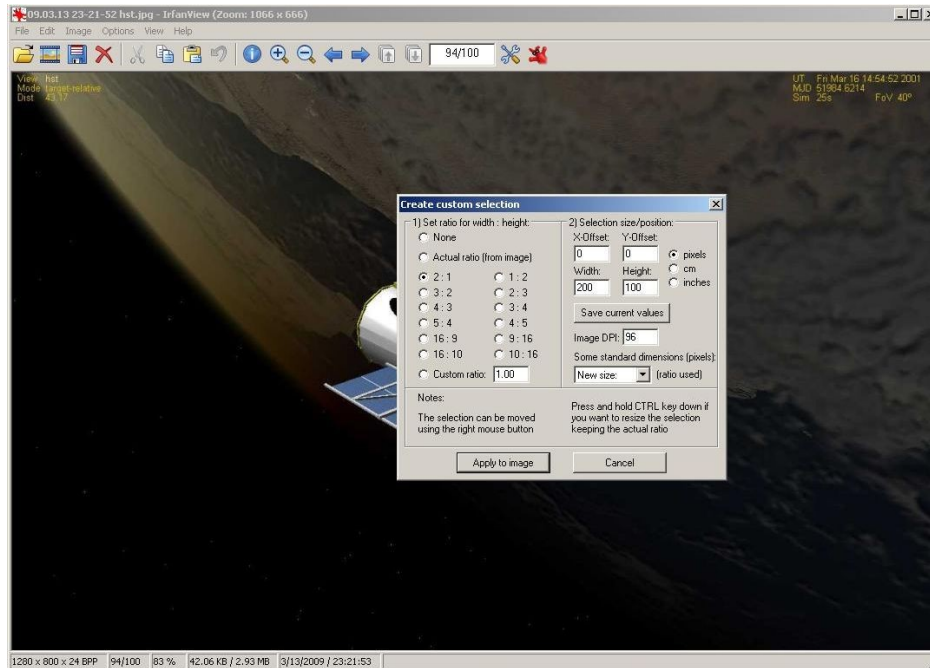 09.03.13 23-21-52 hst.jpg - IrfanView (Zoom: 1066 x 666)
File Edit Image Options View Help
94/100
View hst
Mode target-relative
Dist 43.17
UT Fri Mar 16 14:54:52 2001
MJD 51984.6214
Sim 25s FoV 40º
Create custom selection
1) Set ratio for width : height:
None
Actual ratio (from image)
2 : 1 1 : 2
3 : 2 2 : 3
4 : 3 3 : 4
5 : 4 4 : 5
16 : 9 9 : 16
16 : 10 10 : 16
Custom ratio: 1.00
2) Selection size/position:
X-Offset: Y-Offset:
0 0 pixels
cm
Width: Height:
inches
200 100
Save current values
Image DPI: 96
Some standard dimensions (pixels):
New size: (ratio used)
Notes:
The selection can be moved
using the right mouse button
Press and hold CTRL key down if
you want to resize the selection
keeping the actual ratio
Apply to image Cancel
1280 x 800 x 24 BPP 94/100 83 % 42.06 KB / 2.93 MB 3/13/2009 / 23:21:53